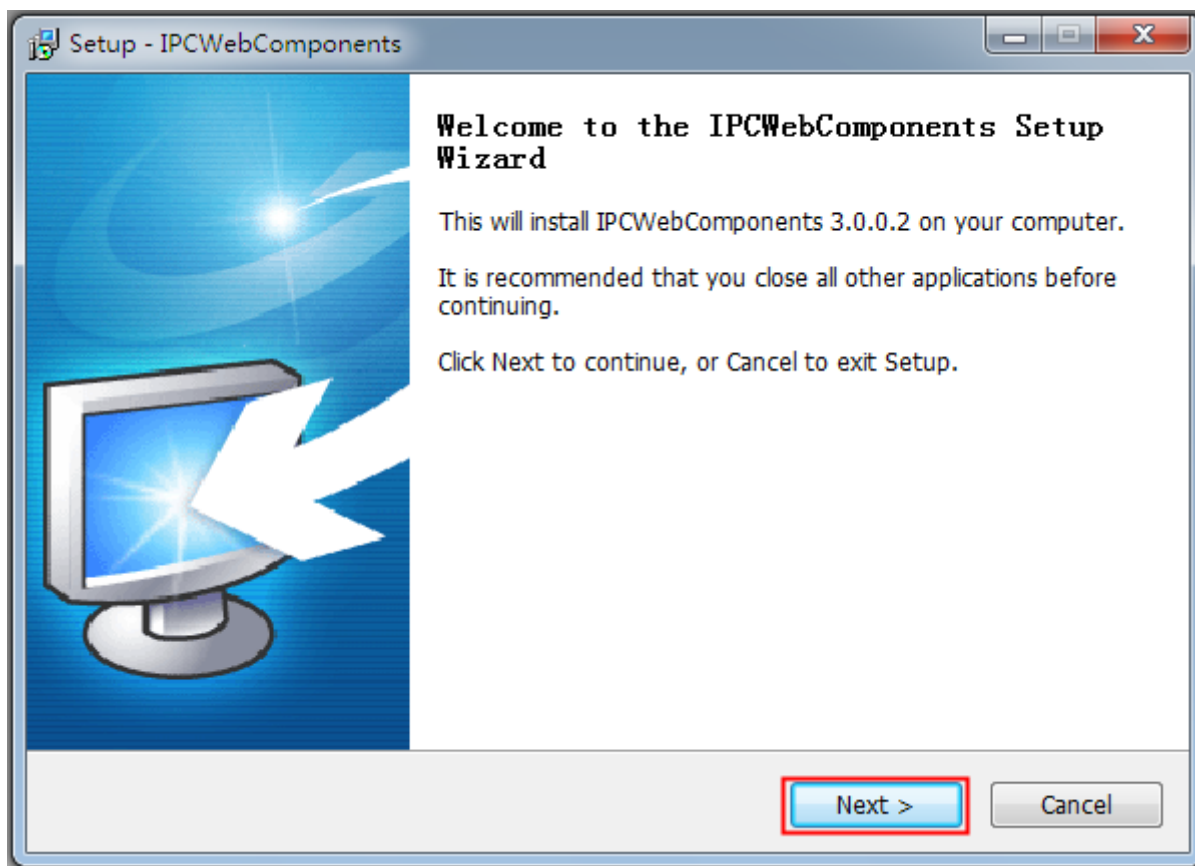 Setup - IPCWebComponents
Welcome to the IPCWebComponents Setup
Wizard
This will install IPCWebComponents 3.0.0.2 on your computer.
It is recommended that you close all other applications before
continuing.
Click Next to continue, or Cancel to exit Setup.
Next >
Cancel